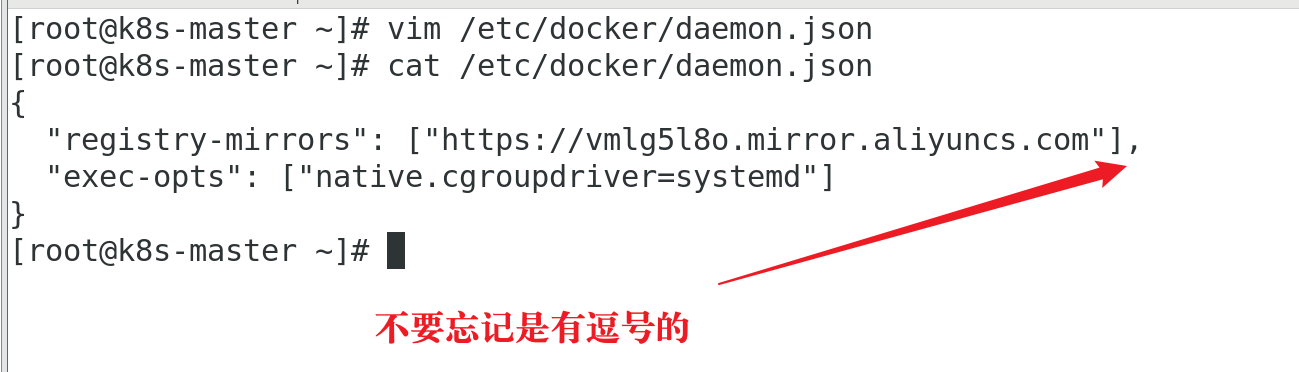 [root@k8s-master ~]# vim /etc/docker/daemon.json
[root@k8s-master ~]# cat /etc/docker/daemon.json
{
  "registry-mirrors": ["https://vmlg5l8o.mirror.aliyuncs.com"],
  "exec-opts": ["native.cgroupdriver=systemd"]
}
[root@k8s-master ~]#
不要忘记是有逗号的